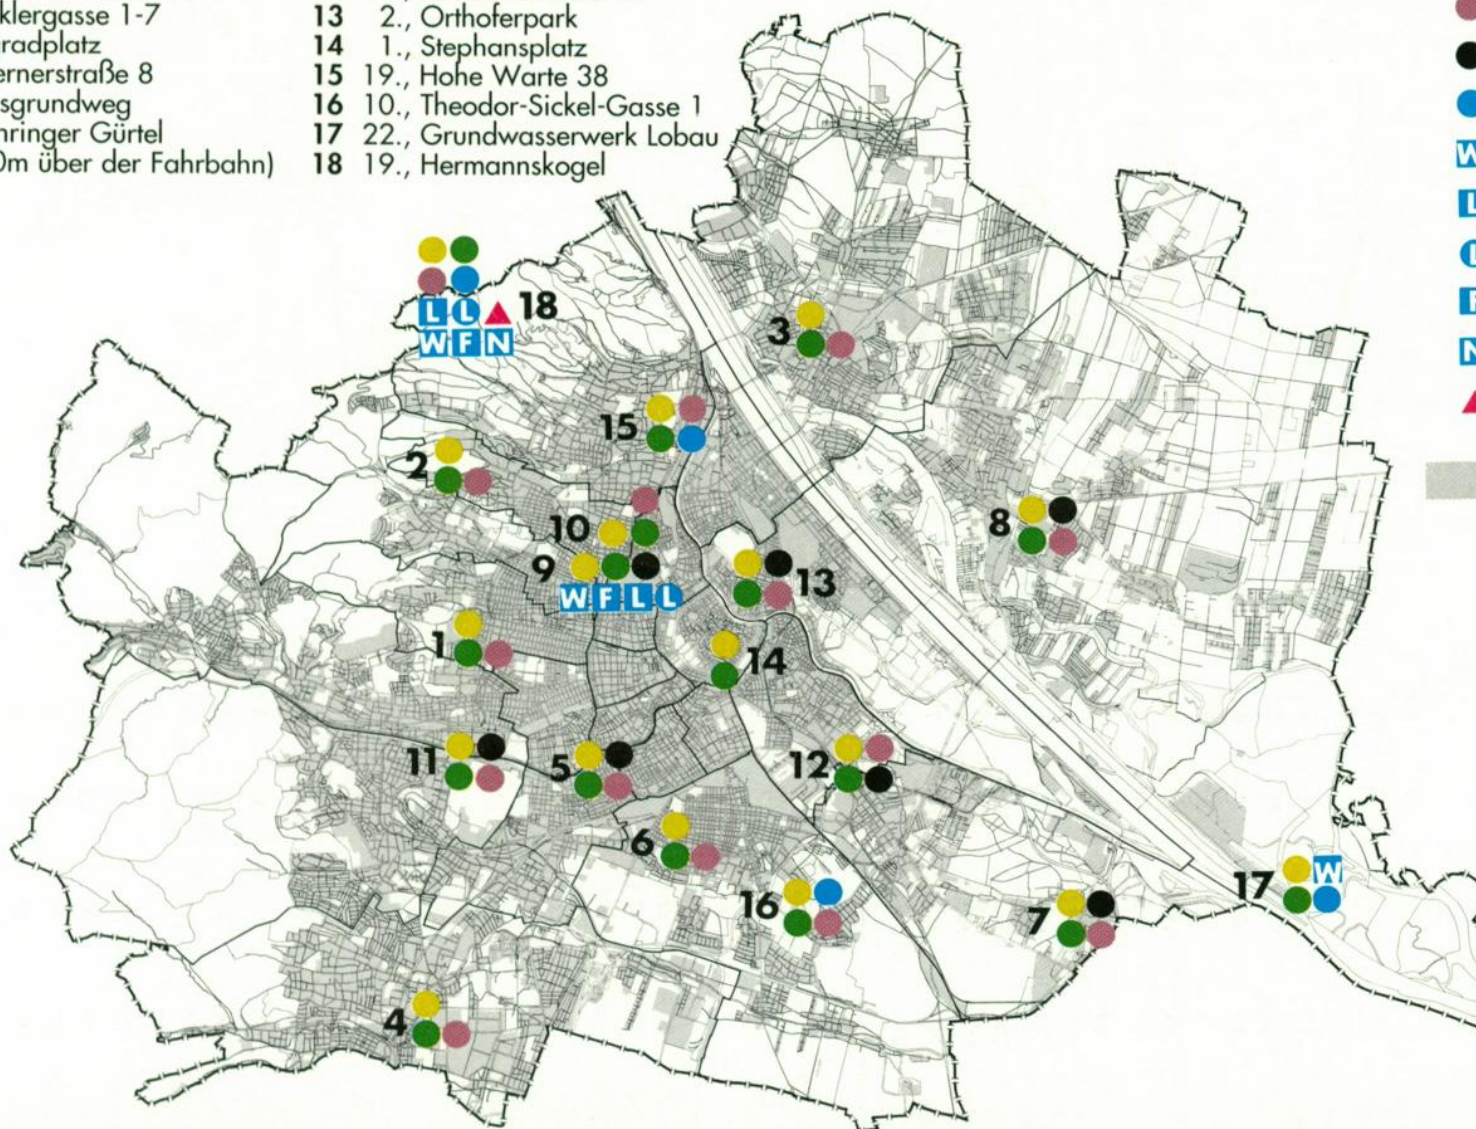 klergasse 1-7
radplatz
ernerstraße 8
sgrundweg
hringer Gürtel
0m über der Fahrbahn)
13 2., Orthoferpark
14 1., Stephansplatz
15 19., Hohe Warte 38
16 10., Theodor-Sickel-Gasse 1
17 22., Grundwasserwerk Lobau
18 19., Hermannskogel
W
L
L
F
N
L L 18
W F N
3
15
2
10
8
9
W F L L
13
1
14
11
5
12
6
W
17
16
7
4